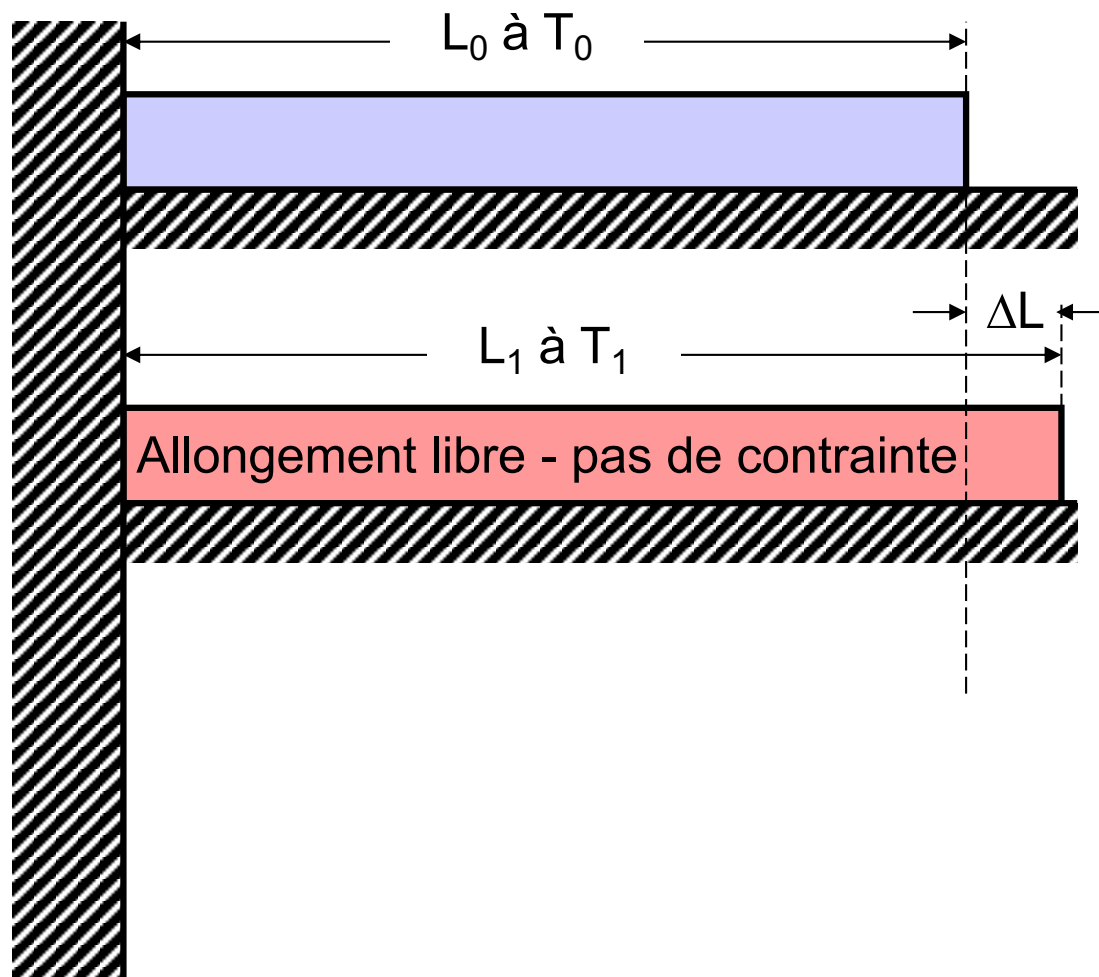 L₀ à T₀
ΔL
L₁ à T₁
Allongement libre - pas de contrainte